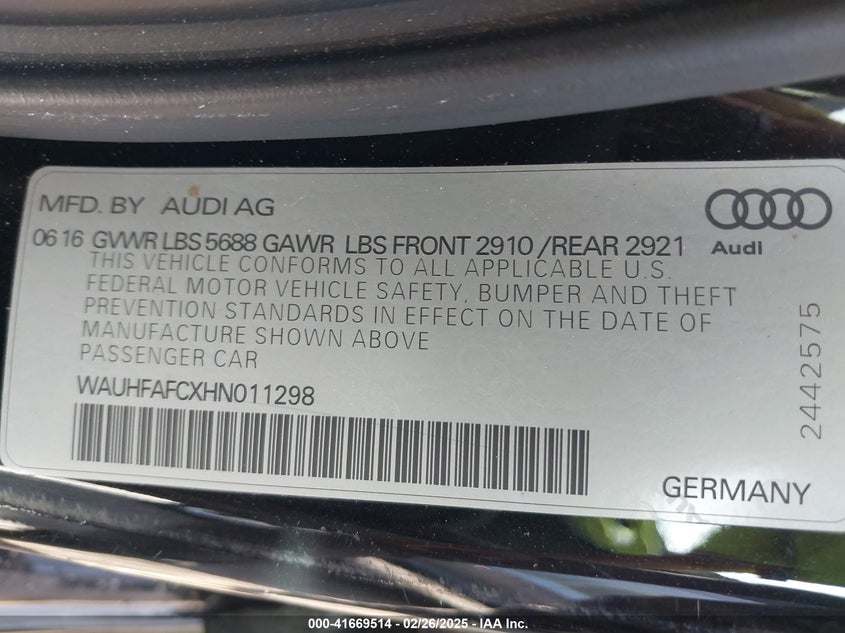 MFD. BY AUDI AG
06 16 GVWR LBS 5688 GAWR LBS FRONT 2910 /REAR 2921
Audi
THIS VEHICLE CONFORMS TO ALL APPLICABLE U.S.
FEDERAL MOTOR VEHICLE SAFETY, BUMPER AND THEFT
PREVENTION STANDARDS IN EFFECT ON THE DATE OF
MANUFACTURE SHOWN ABOVE
PASSENGER CAR
WAUHFAFCXHN011298
2442575
GERMANY
000-41669514 - 02/26/2025 - IAA Inc.